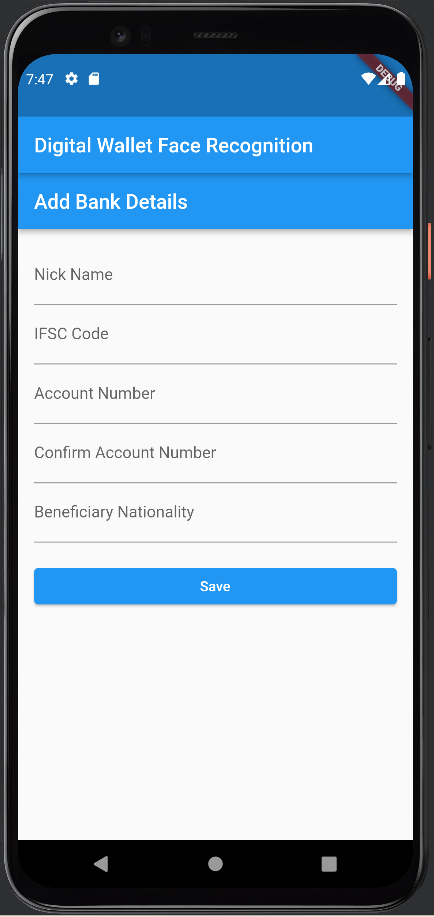 7:47
DEBUG
Digital Wallet Face Recognition
Add Bank Details
Nick Name
IFSC Code
Account Number
Confirm Account Number
Beneficiary Nationality
Save